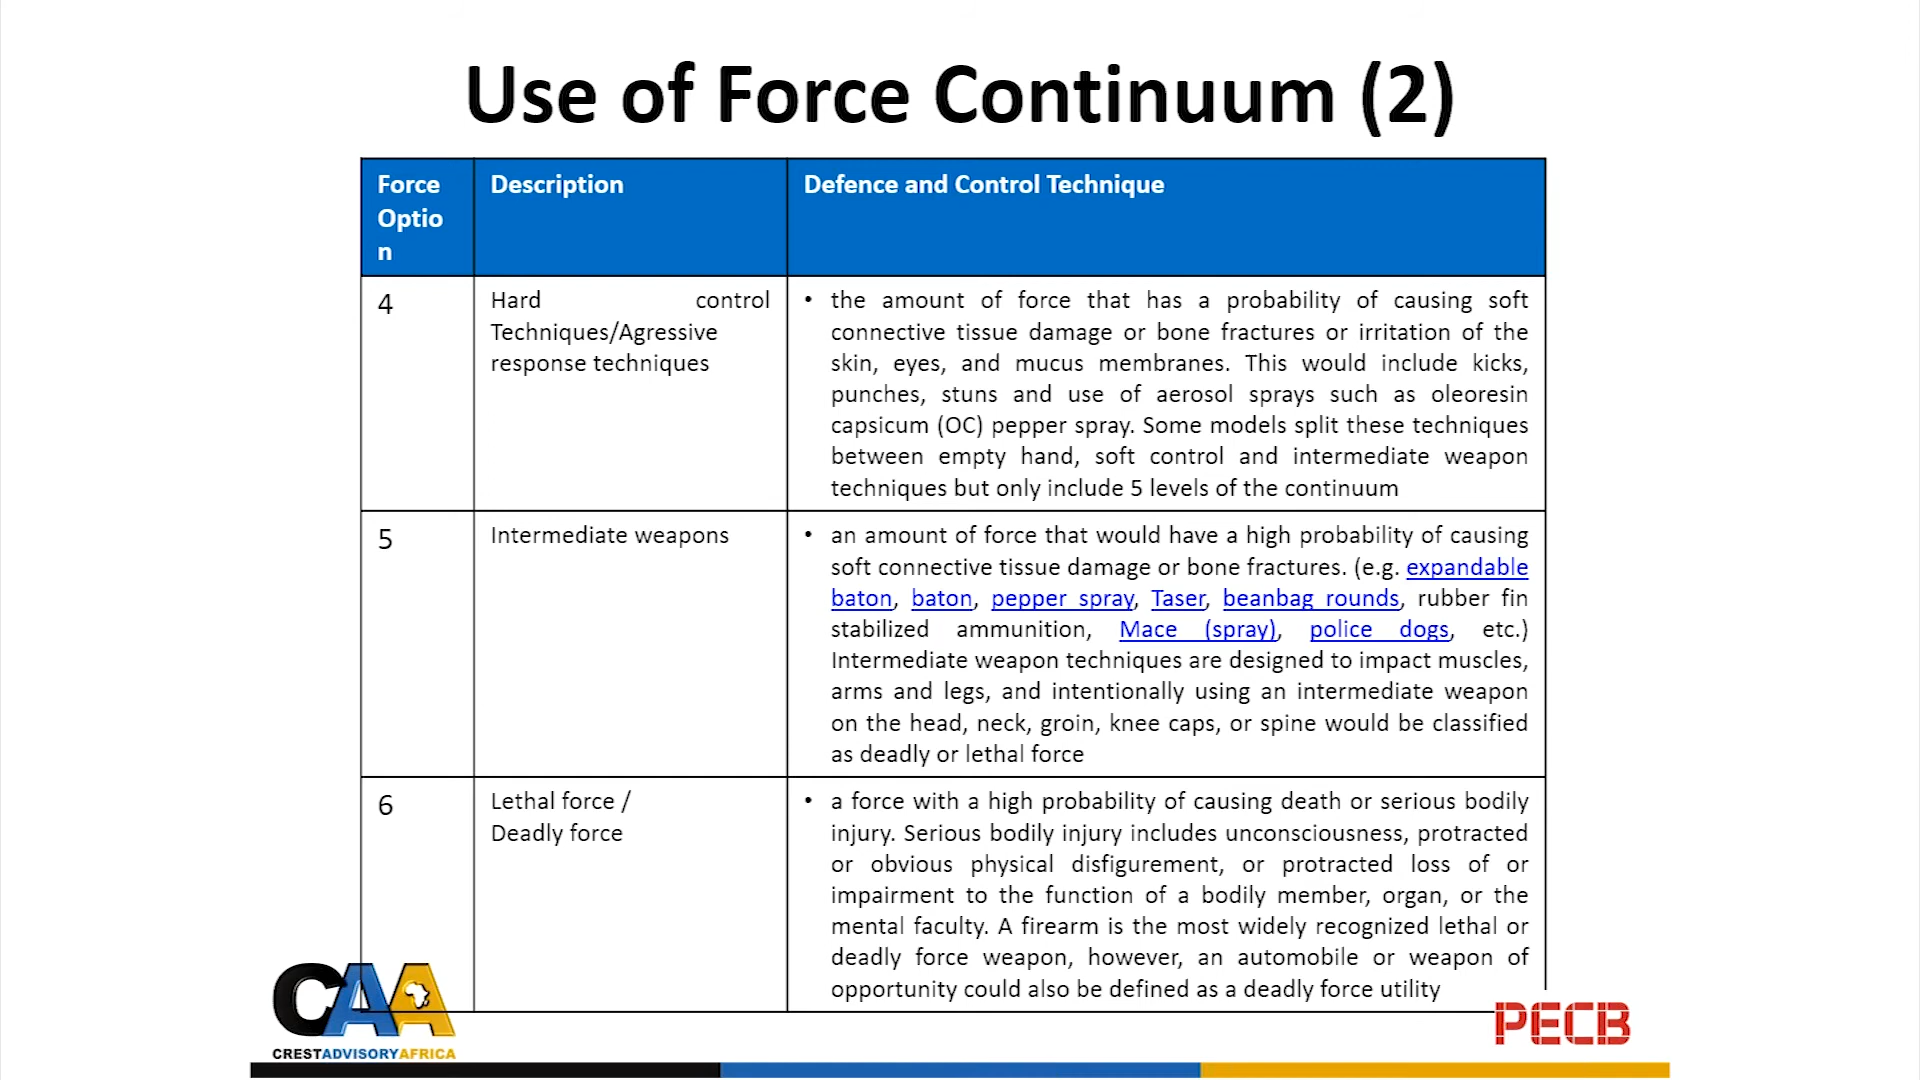 Use of Force Continuum (2)
Force
Optio
n
Description
Defence and Control Technique
4
Hard control
Techniques/Agressive
response techniques
• the amount of force that has a probability of causing soft
connective tissue damage or bone fractures or irritation of the
skin, eyes, and mucus membranes. This would include kicks,
punches, stuns and use of aerosol sprays such as oleoresin
capsicum (OC) pepper spray. Some models split these techniques
between empty hand, soft control and intermediate weapon
techniques but only include 5 levels of the continuum
5
Intermediate weapons
• an amount of force that would have a high probability of causing
soft connective tissue damage or bone fractures. (e.g. expandable
baton, baton, pepper spray, Taser, beanbag rounds, rubber fin
stabilized ammunition, Mace (spray), police dogs, etc.)
Intermediate weapon techniques are designed to impact muscles,
arms and legs, and intentionally using an intermediate weapon
on the head, neck, groin, knee caps, or spine would be classified
as deadly or lethal force
6
Lethal force /
Deadly force
• a force with a high probability of causing death or serious bodily
injury. Serious bodily injury includes unconsciousness, protracted
or obvious physical disfigurement, or protracted loss of or
impairment to the function of a bodily member, organ, or the
mental faculty. A firearm is the most widely recognized lethal or
deadly force weapon, however, an automobile or weapon of
opportunity could also be defined as a deadly force utility
CAA
CRESTADVISORYAFRICA
PECB